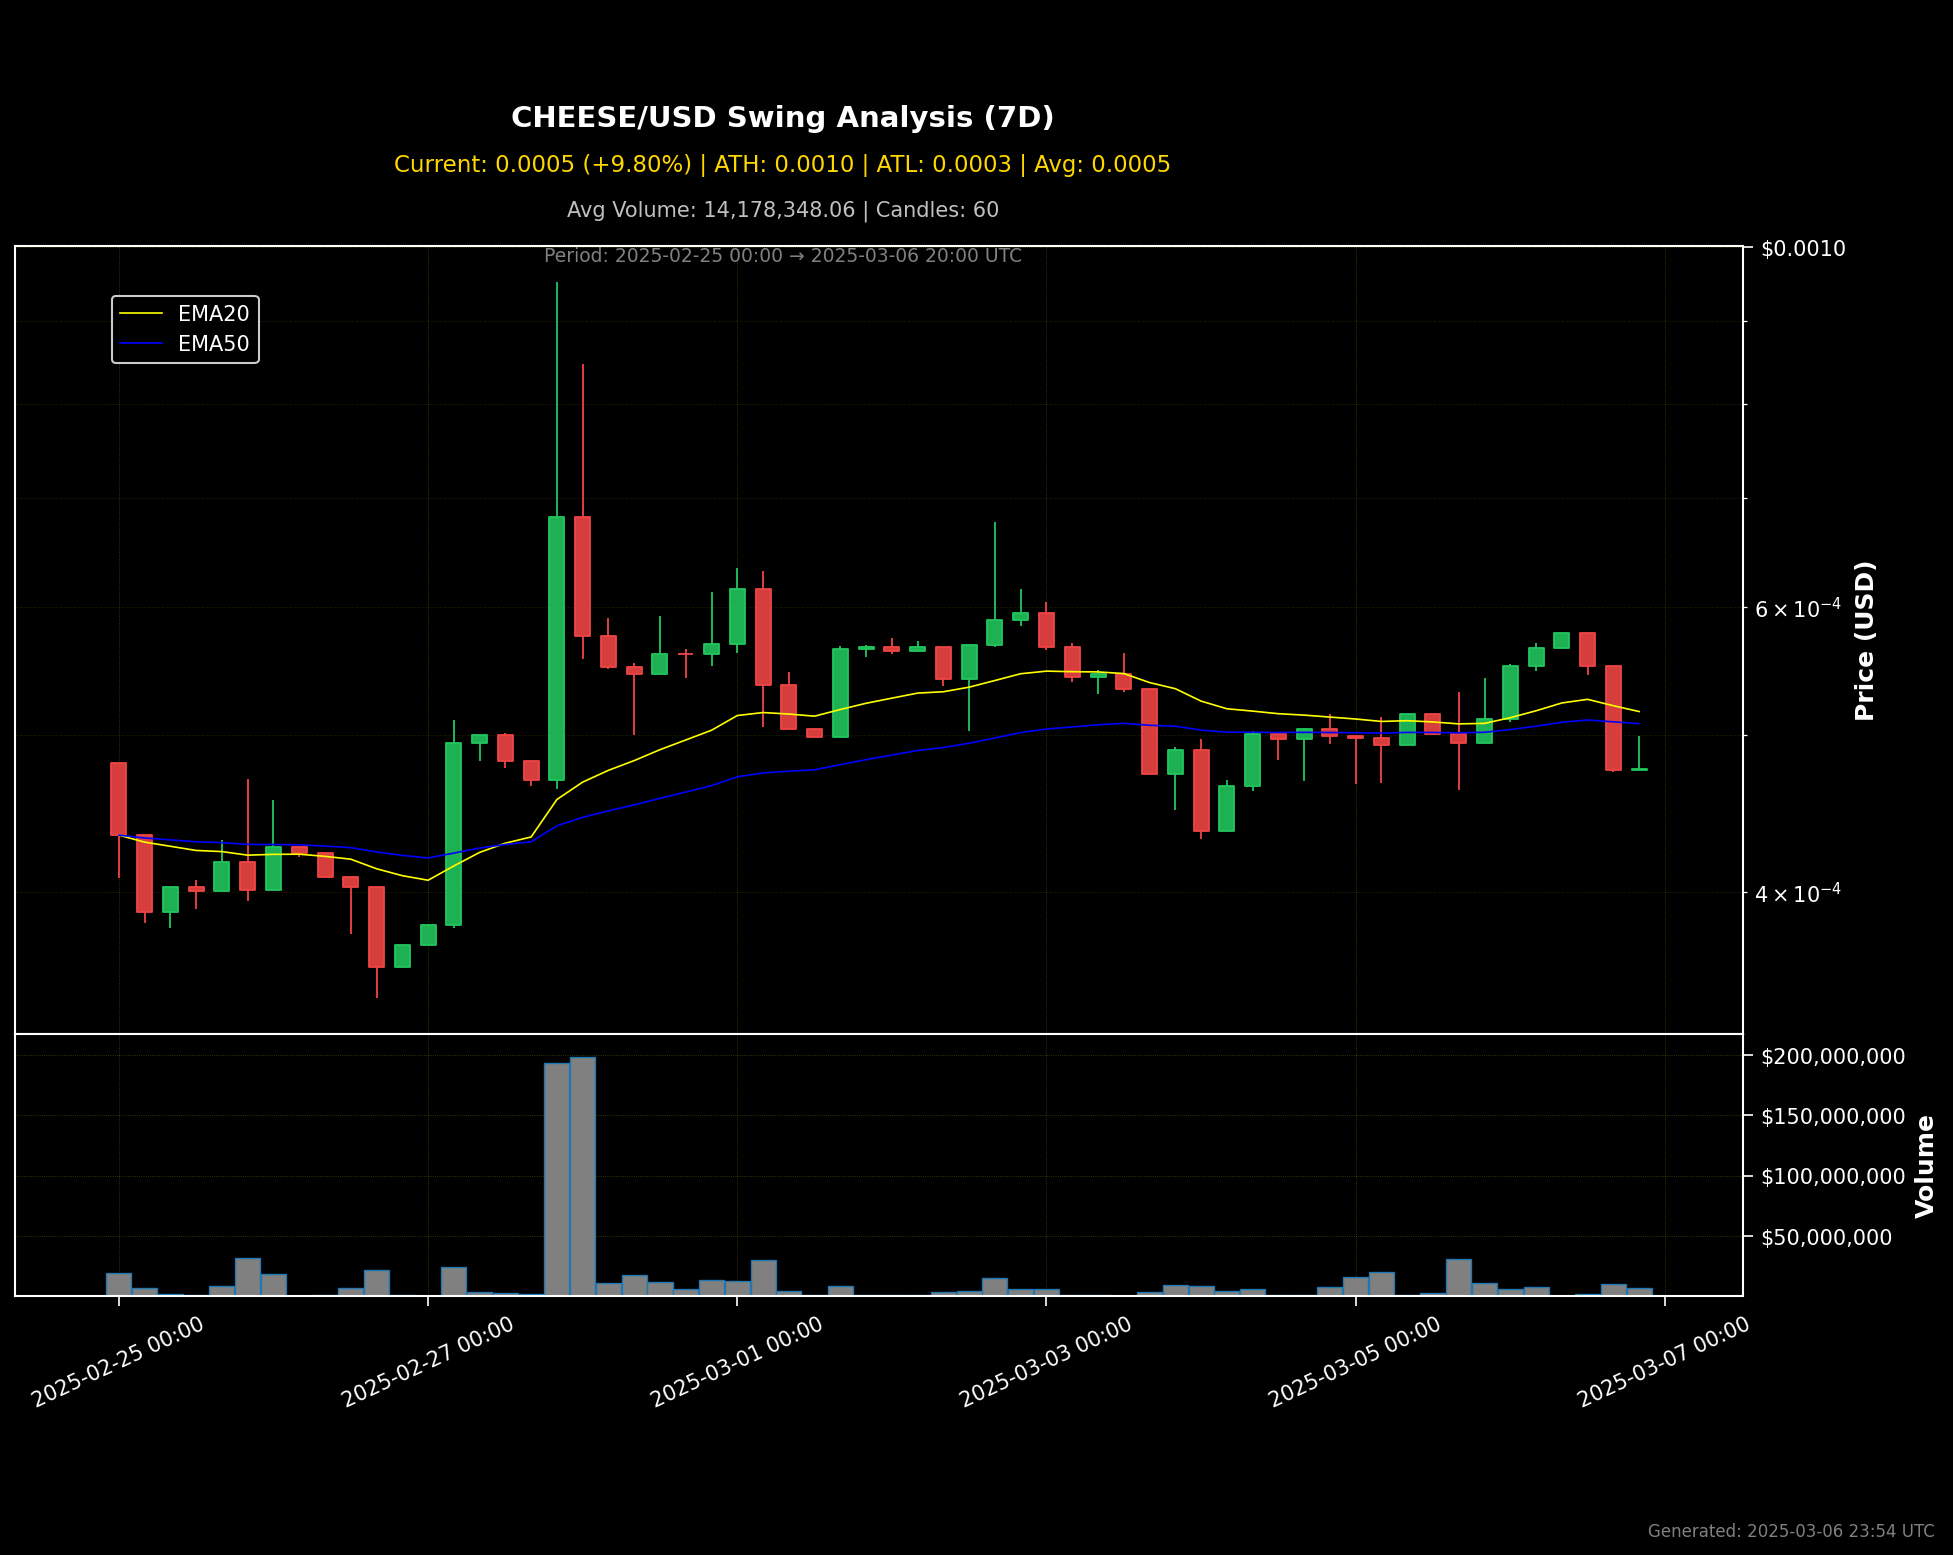 CHEESE/USD Swing Analysis (7D)
Current: 0.0005 (+9.80%) | ATH: 0.0010 | ATL: 0.0003 | Avg: 0.0005
Avg Volume: 14,178,348.06 | Candles: 60
Period: 2025-02-25 00:00 → 2025-03-06 20:00 UTC
EMA20
EMA50
$0.0010
6 × 10⁻⁴
4 × 10⁻⁴
Price (USD)
$200,000,000
$150,000,000
$100,000,000
$50,000,000
Volume
2025-02-25 00:00
2025-02-27 00:00
2025-03-01 00:00
2025-03-03 00:00
2025-03-05 00:00
2025-03-07 00:00
Generated: 2025-03-06 23:54 UTC